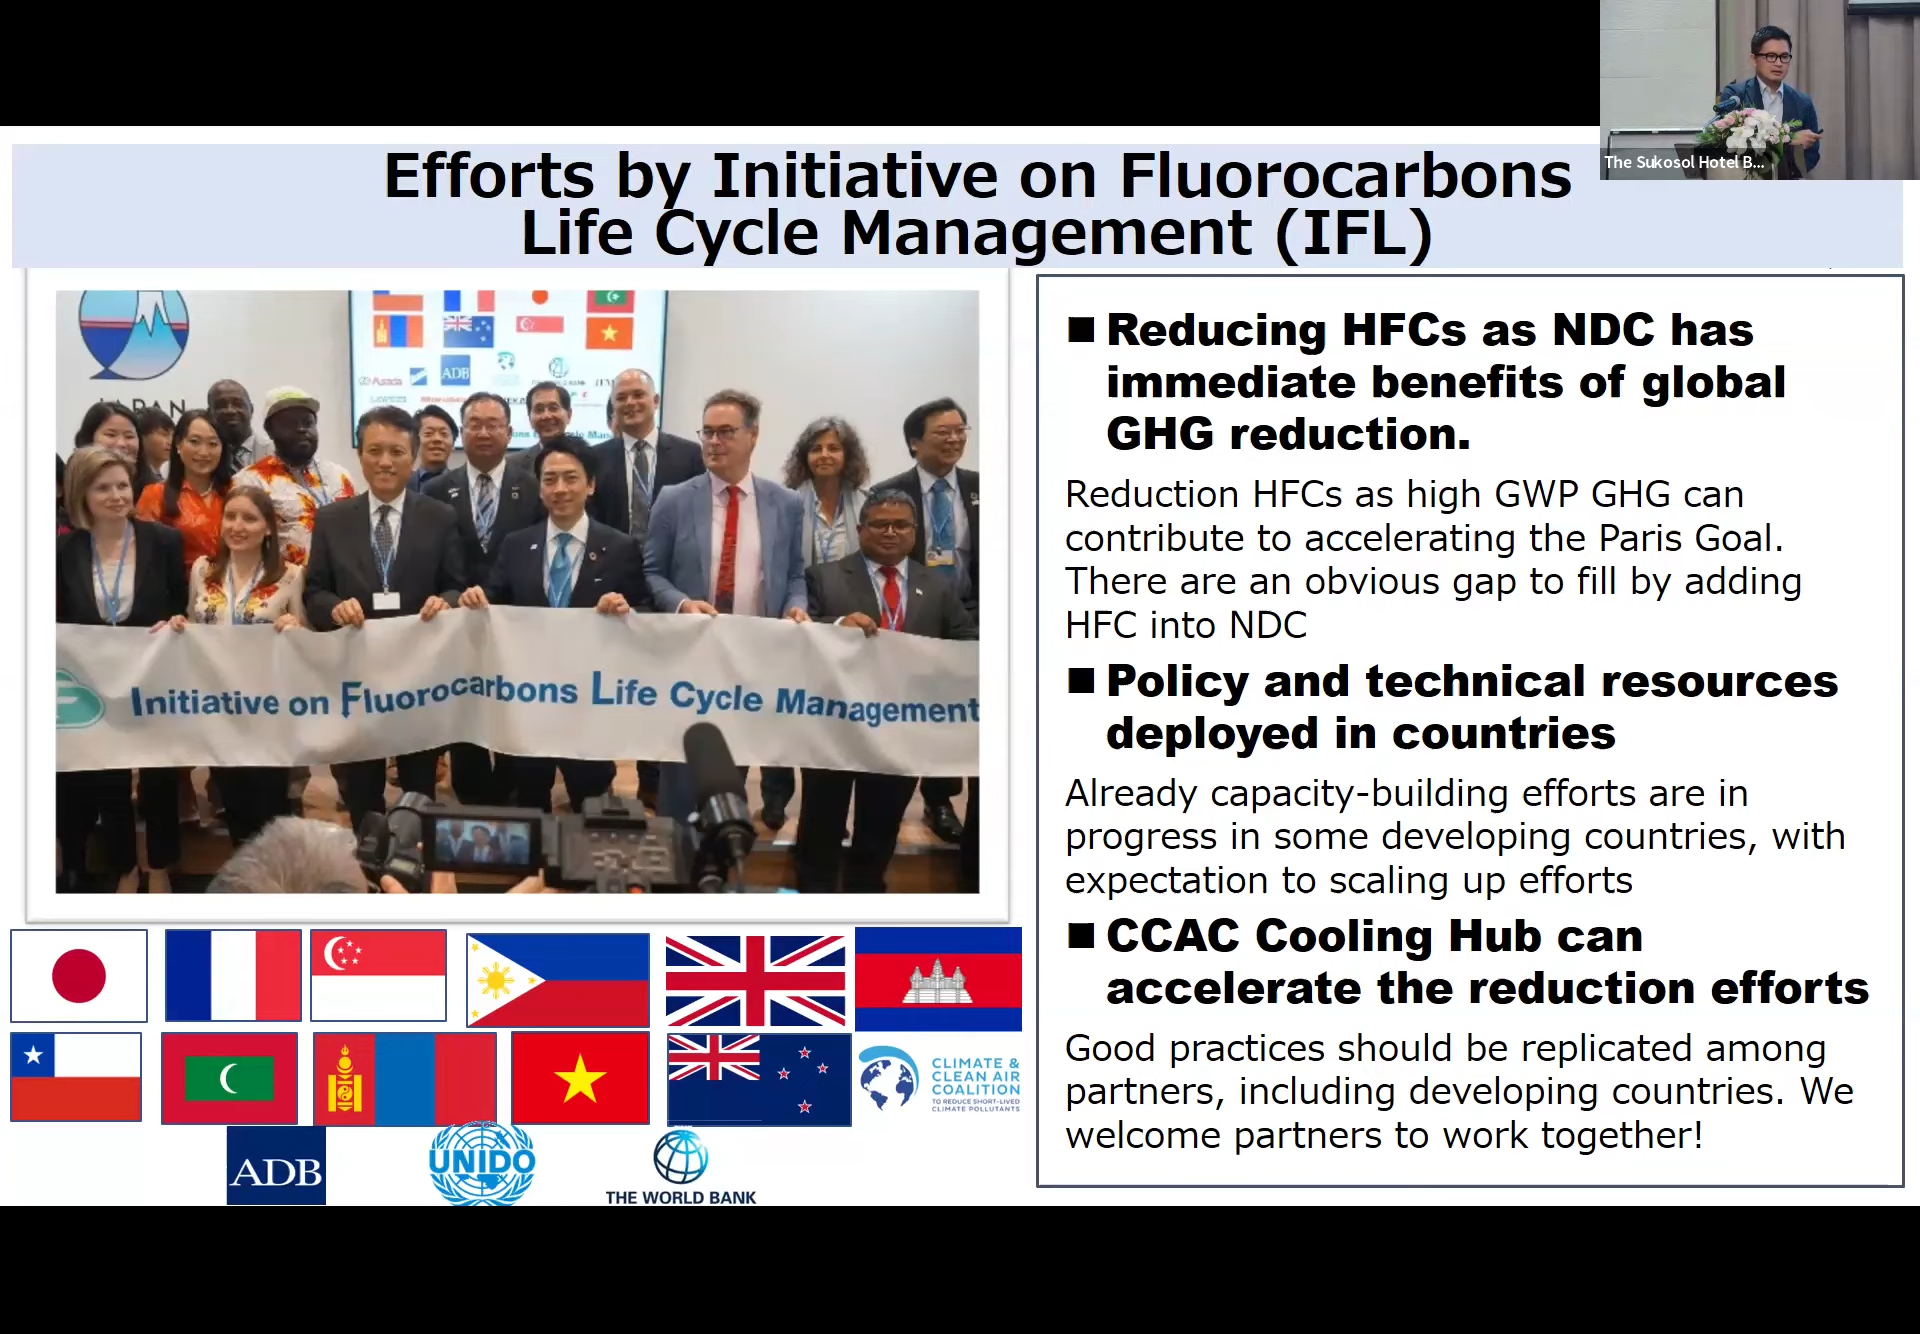 The Sukosol Hotel B...
Efforts by Initiative on Fluorocarbons
Life Cycle Management (IFL)
JAPAN
ADB
Initiative on Fluorocarbons Life Cycle Management
■ Reducing HFCs as NDC has
immediate benefits of global
GHG reduction.
Reduction HFCs as high GWP GHG can
contribute to accelerating the Paris Goal.
There are an obvious gap to fill by adding
HFC into NDC
■ Policy and technical resources
deployed in countries
Already capacity-building efforts are in
progress in some developing countries, with
expectation to scaling up efforts
■ CCAC Cooling Hub can
accelerate the reduction efforts
Good practices should be replicated among
partners, including developing countries. We
welcome partners to work together!
CLIMATE &
CLEAN AIR
COALITION
TO REDUCE SHORT-LIVED
CLIMATE POLLUTANTS
ADB
UNIDO
THE WORLD BANK